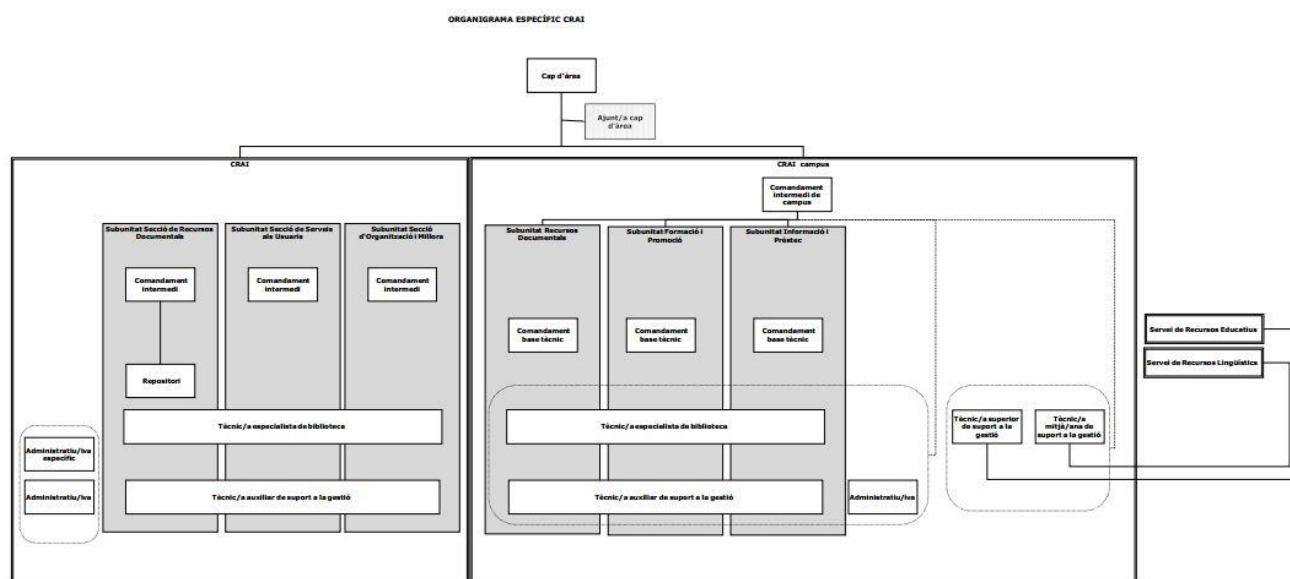 ORGANIGRAMA ESPECÍFIC CRAI
Cap d'àrea
Ajunt/a cap
d'àrea
CRAI
Subunitat Secció de Recursos
Documentals
Subunitat Secció de Serveis
als Usuaris
Subunitat Secció
d'Organització i Millora
Comandament
intermedi
Comandament
intermedi
Comandament
intermedi
Repositori
Tècnic/a especialista de biblioteca
Administratiu/iva
específic
Administratiu/iva
Tècnic/a auxiliar de suport a la gestió
CRAI campus
Comandament
intermedi de
campus
Subunitat Recursos
Documentals
Subunitat Formació i
Promoció
Subunitat Informació i
Préstec
Comandament
base tècnic
Comandament
base tècnic
Comandament
base tècnic
Tècnic/a especialista de biblioteca
Tècnic/a auxiliar de suport a la gestió
Administratiu/iva
Tècnic/a superior
de suport a la
gestió
Tècnic/a
mitjà/ana de
suport a la gestió
Servei de Recursos Educatius
Servei de Recursos Lingüístics